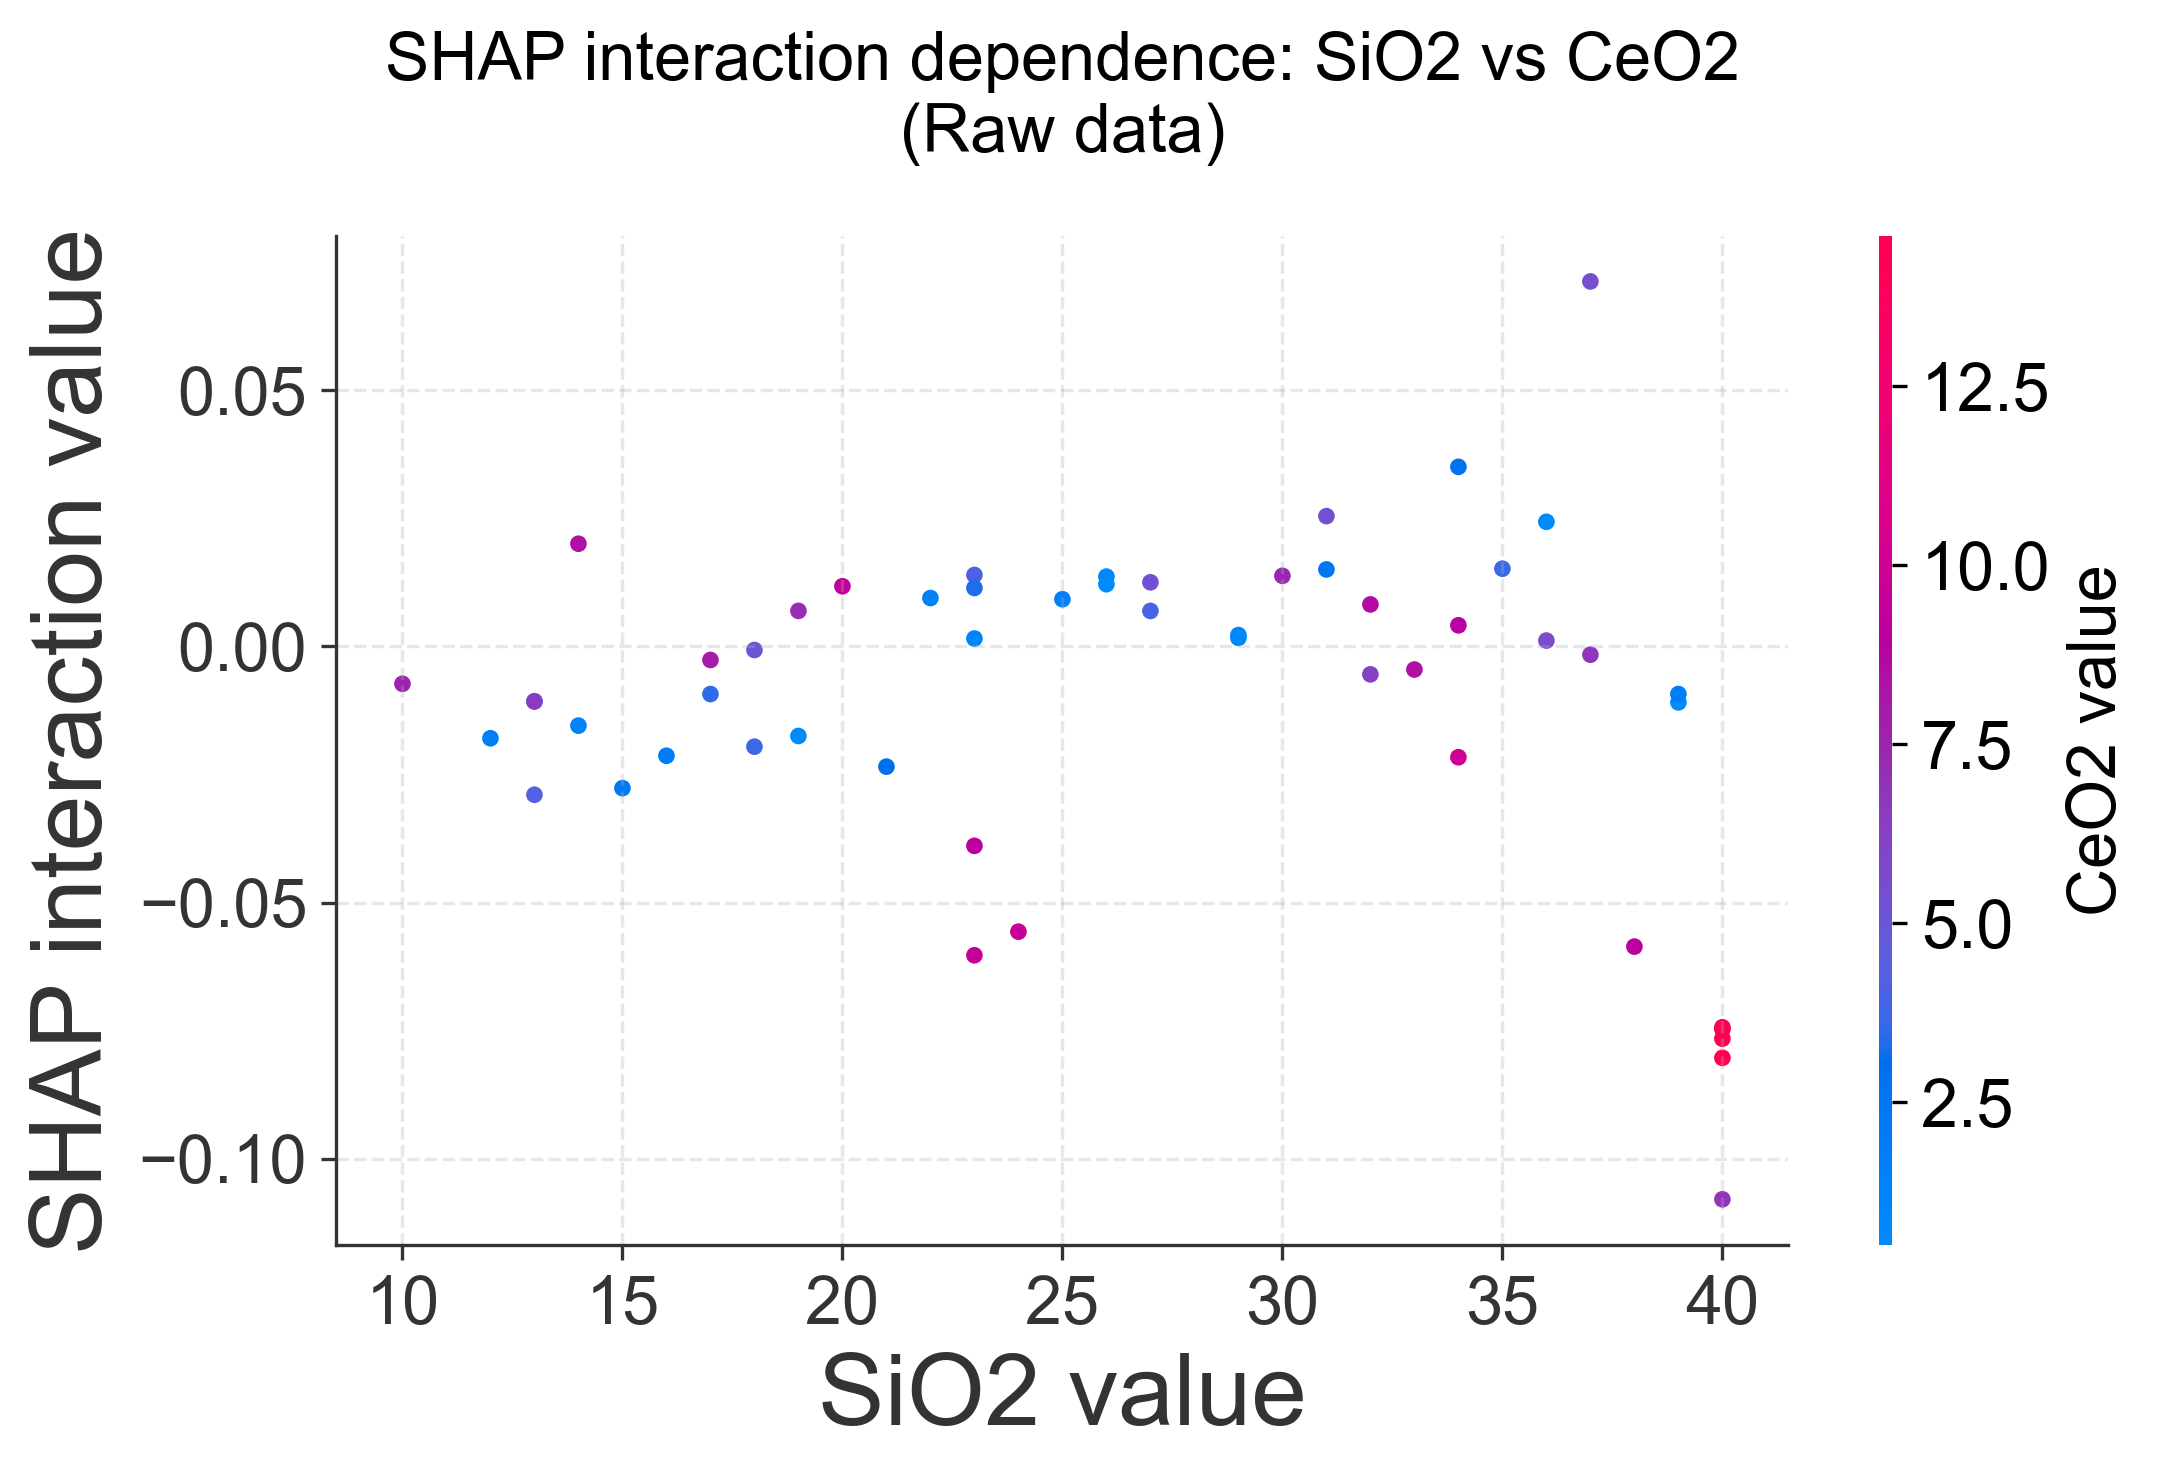 SHAP interaction dependence: SiO2 vs CeO2
(Raw data)
SHAP interaction value
0.05
0.00
−0.05
−0.10
10 15 20 25 30 35 40
SiO2 value
12.5
10.0
7.5
5.0
2.5
CeO2 value